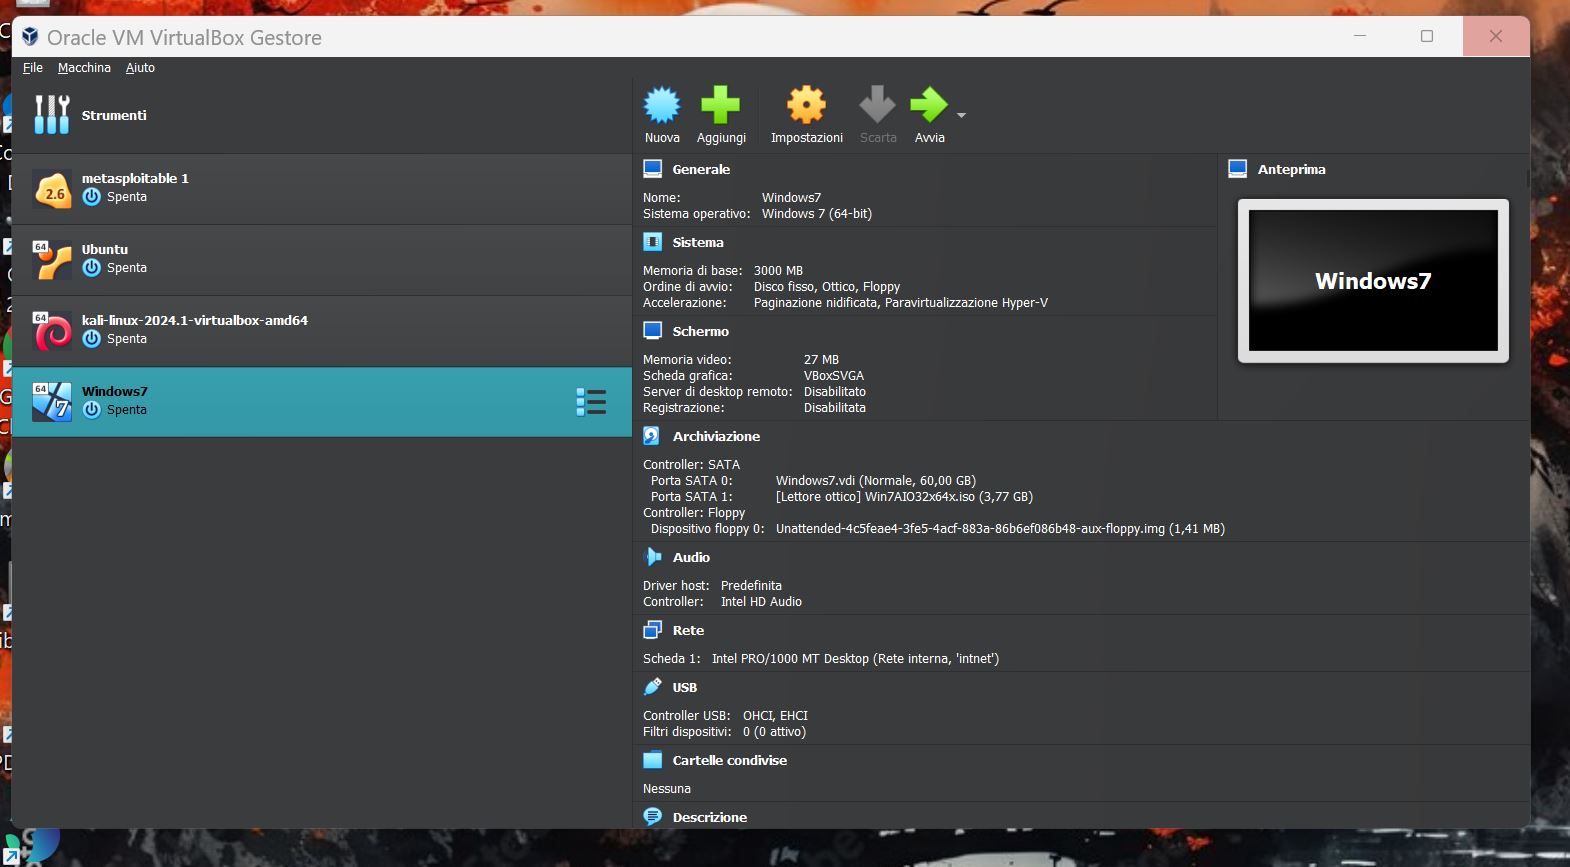 Oracle VM VirtualBox Gestore
File Macchina Aiuto
Strumenti
metasploitable 1
2.6
Spenta
64
Ubuntu
Spenta
64
kali-linux-2024.1-virtualbox-amd64
Spenta
64
Windows7
7
Spenta
Nuova Aggiungi Impostazioni Scarta Avvia
Generale
Nome: Windows7
Sistema operativo: Windows 7 (64-bit)
Sistema
Memoria di base: 3000 MB
Ordine di avvio: Disco fisso, Ottico, Floppy
Accelerazione: Paginazione nidificata, Paravirtualizzazione Hyper-V
Schermo
Memoria video: 27 MB
Scheda grafica: VBoxSVGA
Server di desktop remoto: Disabilitato
Registrazione: Disabilitata
Anteprima
Windows7
Archiviazione
Controller: SATA
Porta SATA 0: Windows7.vdi (Normale, 60,00 GB)
Porta SATA 1: [Lettore ottico] Win7AIO32x64x.iso (3,77 GB)
Controller: Floppy
Dispositivo floppy 0: Unattended-4c5feae4-3fe5-4acf-883a-86b6ef086b48-aux-floppy.img (1,41 MB)
Audio
Driver host: Predefinita
Controller: Intel HD Audio
Rete
Scheda 1: Intel PRO/1000 MT Desktop (Rete interna, 'intnet')
USB
Controller USB: OHCI, EHCI
Filtri dispositivi: 0 (0 attivo)
Cartelle condivise
Nessuna
Descrizione